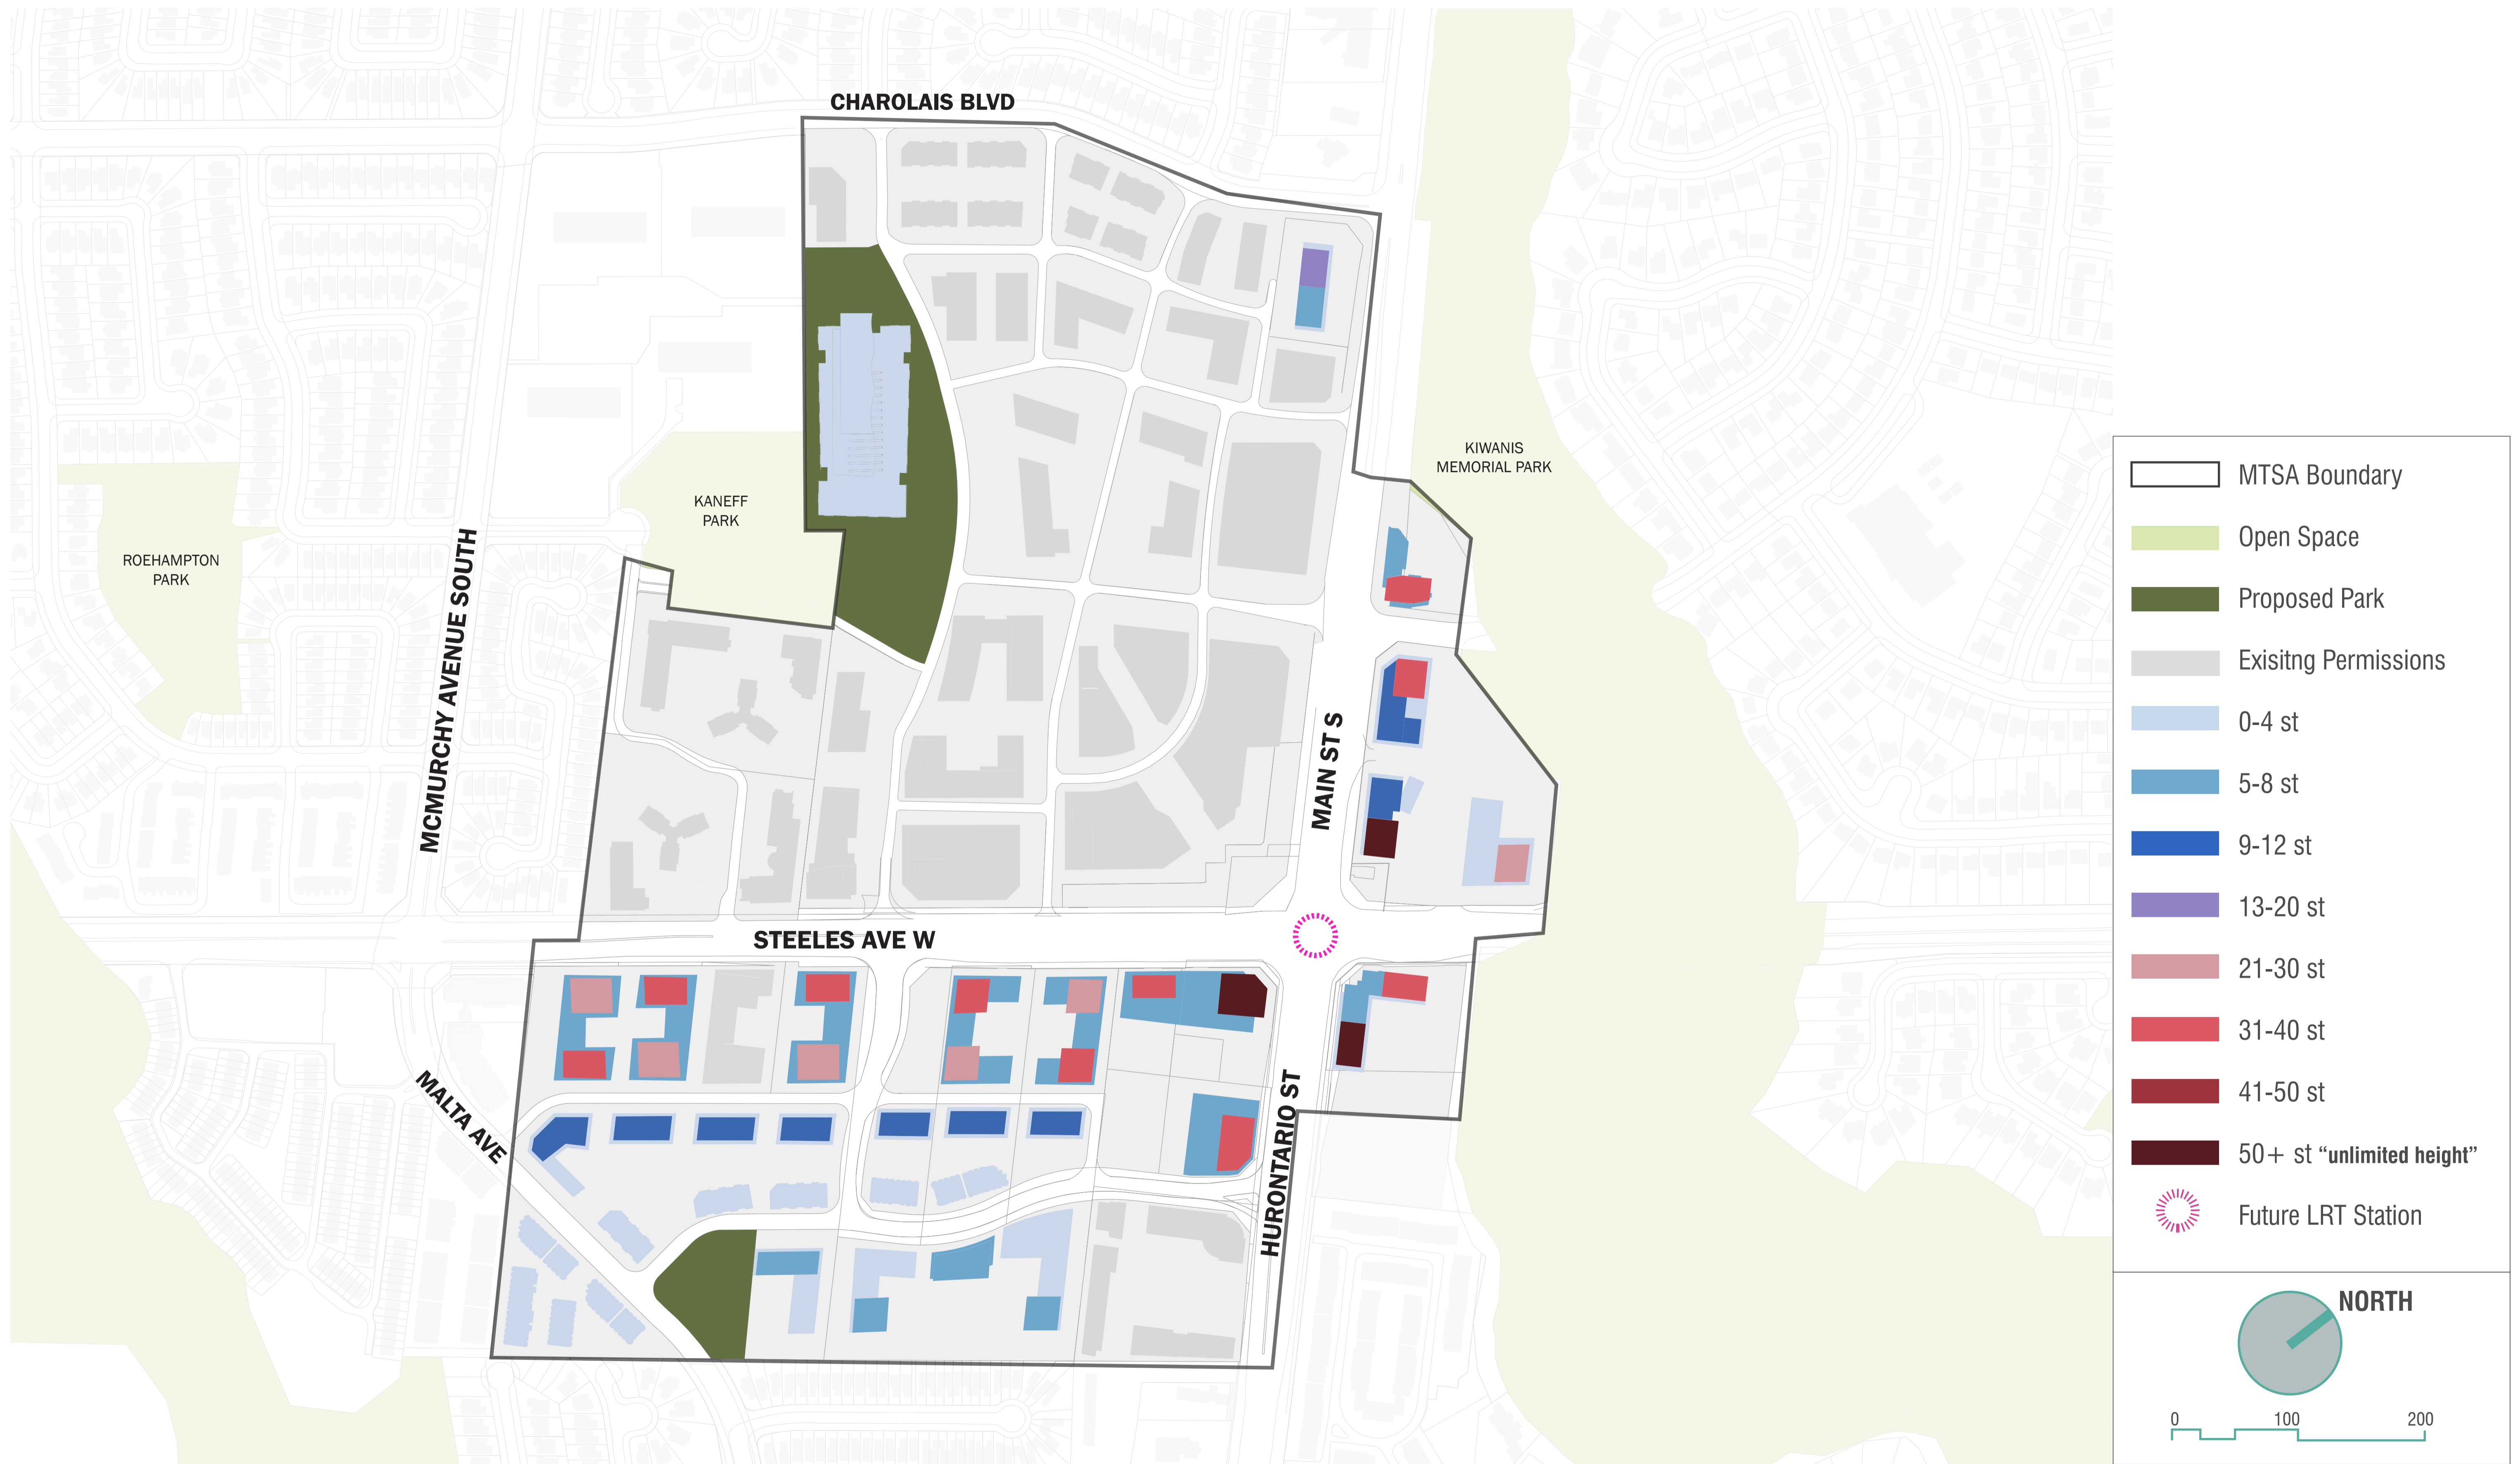 CHAROLAIS BLVD
KIWANIS
MEMORIAL PARK
KANEFF
PARK
ROEHAMPTON
PARK
MCMURCHY AVENUE SOUTH
MAIN ST S
STEELES AVE W
MALTA AVE
HURONTARIO ST
MTSA Boundary
Open Space
Proposed Park
Exisitng Permissions
0-4 st
5-8 st
9-12 st
13-20 st
21-30 st
31-40 st
41-50 st
50+ st “unlimited height”
Future LRT Station
NORTH
0 100 200